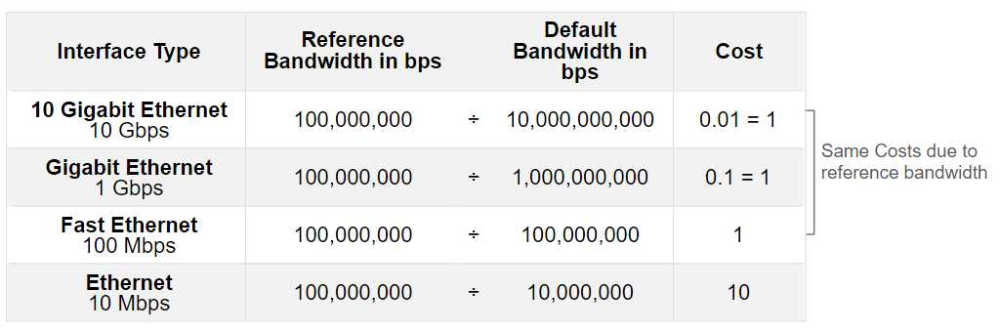 Interface Type
Reference
Bandwidth in bps
Default
Bandwidth in
bps
Cost
10 Gigabit Ethernet
10 Gbps
100,000,000 ÷ 10,000,000,000 0.01 = 1
Gigabit Ethernet
1 Gbps
100,000,000 ÷ 1,000,000,000 0.1 = 1
Fast Ethernet
100 Mbps
100,000,000 ÷ 100,000,000 1
Ethernet
10 Mbps
100,000,000 ÷ 10,000,000 10
Same Costs due to
reference bandwidth